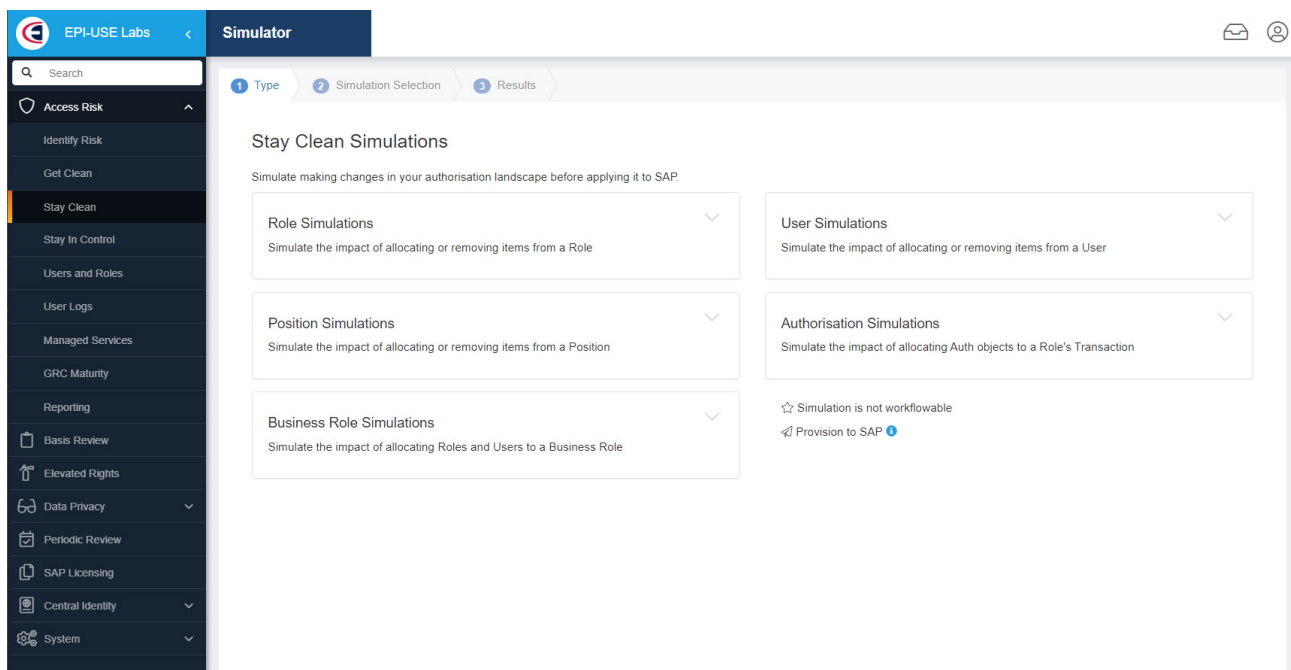 EPI-USE Labs
Simulator
Search
Access Risk
Identify Risk
Get Clean
Stay Clean
Stay In Control
Users and Roles
User Logs
Managed Services
GRC Maturity
Reporting
Basis Review
Elevated Rights
Data Privacy
Periodic Review
SAP Licensing
Central Identity
System
1 Type
2 Simulation Selection
3 Results
Stay Clean Simulations
Simulate making changes in your authorisation landscape before applying it to SAP.
Role Simulations
Simulate the impact of allocating or removing items from a Role
User Simulations
Simulate the impact of allocating or removing items from a User
Position Simulations
Simulate the impact of allocating or removing items from a Position
Authorisation Simulations
Simulate the impact of allocating Auth objects to a Role's Transaction
Business Role Simulations
Simulate the impact of allocating Roles and Users to a Business Role
Simulation is not workflowable
Provision to SAP